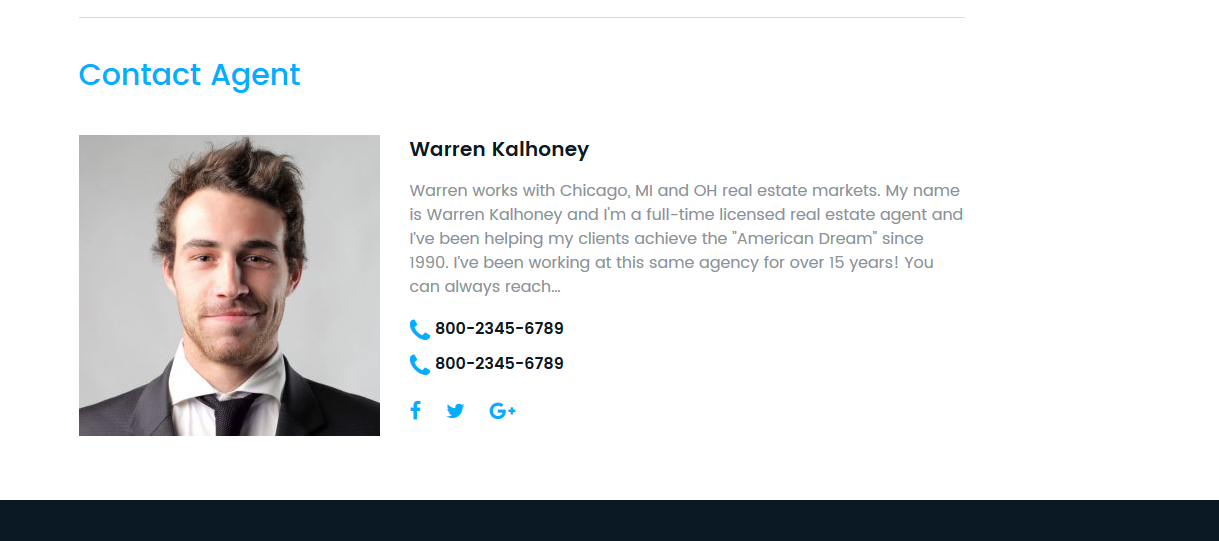 Contact Agent
Warren Kalhoney
Warren works with Chicago, MI and OH real estate markets. My name
is Warren Kalhoney and I'm a full-time licensed real estate agent and
I've been helping my clients achieve the "American Dream" since
1990. I've been working at this same agency for over 15 years! You
can always reach...
800-2345-6789
800-2345-6789